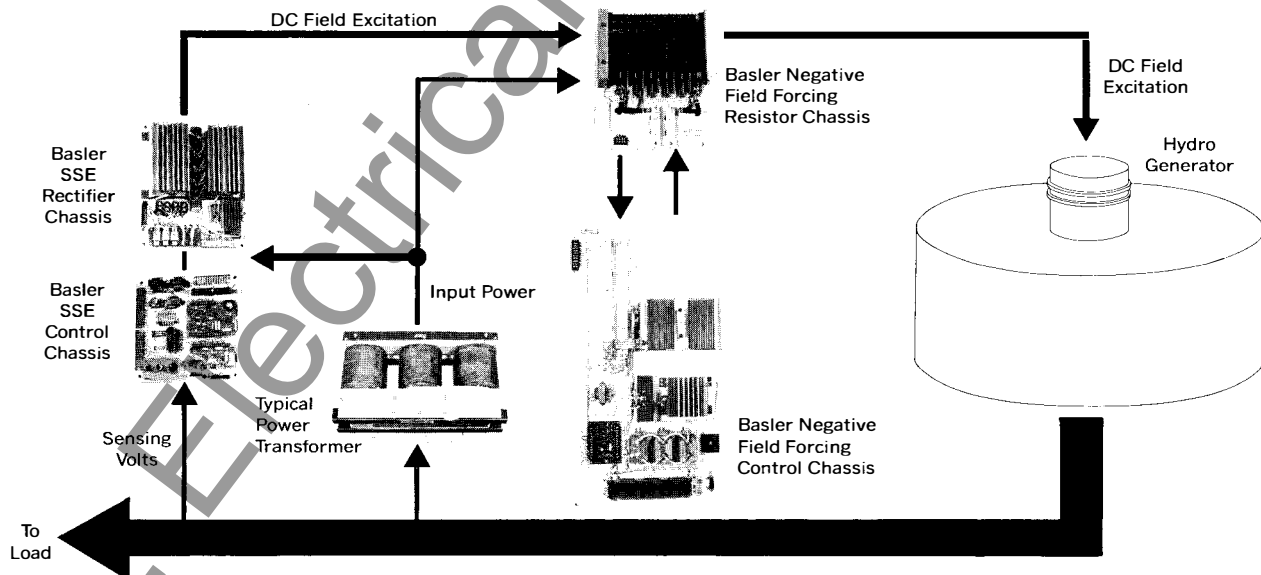 DC Field Excitation
Basler Negative
Field Forcing
Resistor Chassis
DC Field
Excitation
Hydro
Generator
Basler
SSE
Rectifier
Chassis
Basler
SSE
Control
Chassis
Input Power
Typical
Power
Transformer
Sensing
Volts
Basler Negative
Field Forcing
Control Chassis
To
Load
Electrical